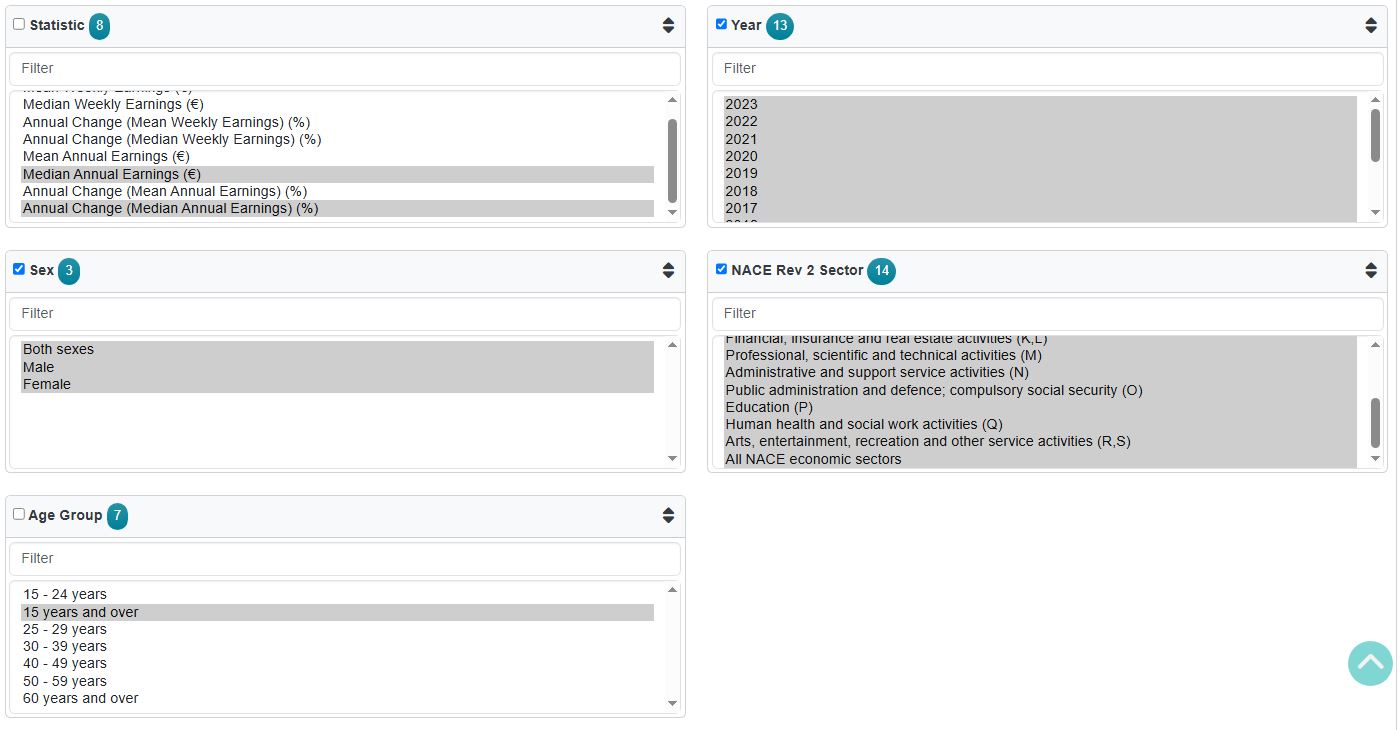 Statistic 8
Filter
Median Weekly Earnings (€)
Annual Change (Mean Weekly Earnings) (%)
Annual Change (Median Weekly Earnings) (%)
Mean Annual Earnings (€)
Median Annual Earnings (€)
Annual Change (Mean Annual Earnings) (%)
Annual Change (Median Annual Earnings) (%)
Year 13
Filter
2023
2022
2021
2020
2019
2018
2017
Sex 3
Filter
Both sexes
Male
Female
NACE Rev 2 Sector 14
Filter
Financial, insurance and real estate activities (K,L)
Professional, scientific and technical activities (M)
Administrative and support service activities (N)
Public administration and defence; compulsory social security (O)
Education (P)
Human health and social work activities (Q)
Arts, entertainment, recreation and other service activities (R,S)
All NACE economic sectors
Age Group 7
Filter
15 - 24 years
15 years and over
25 - 29 years
30 - 39 years
40 - 49 years
50 - 59 years
60 years and over